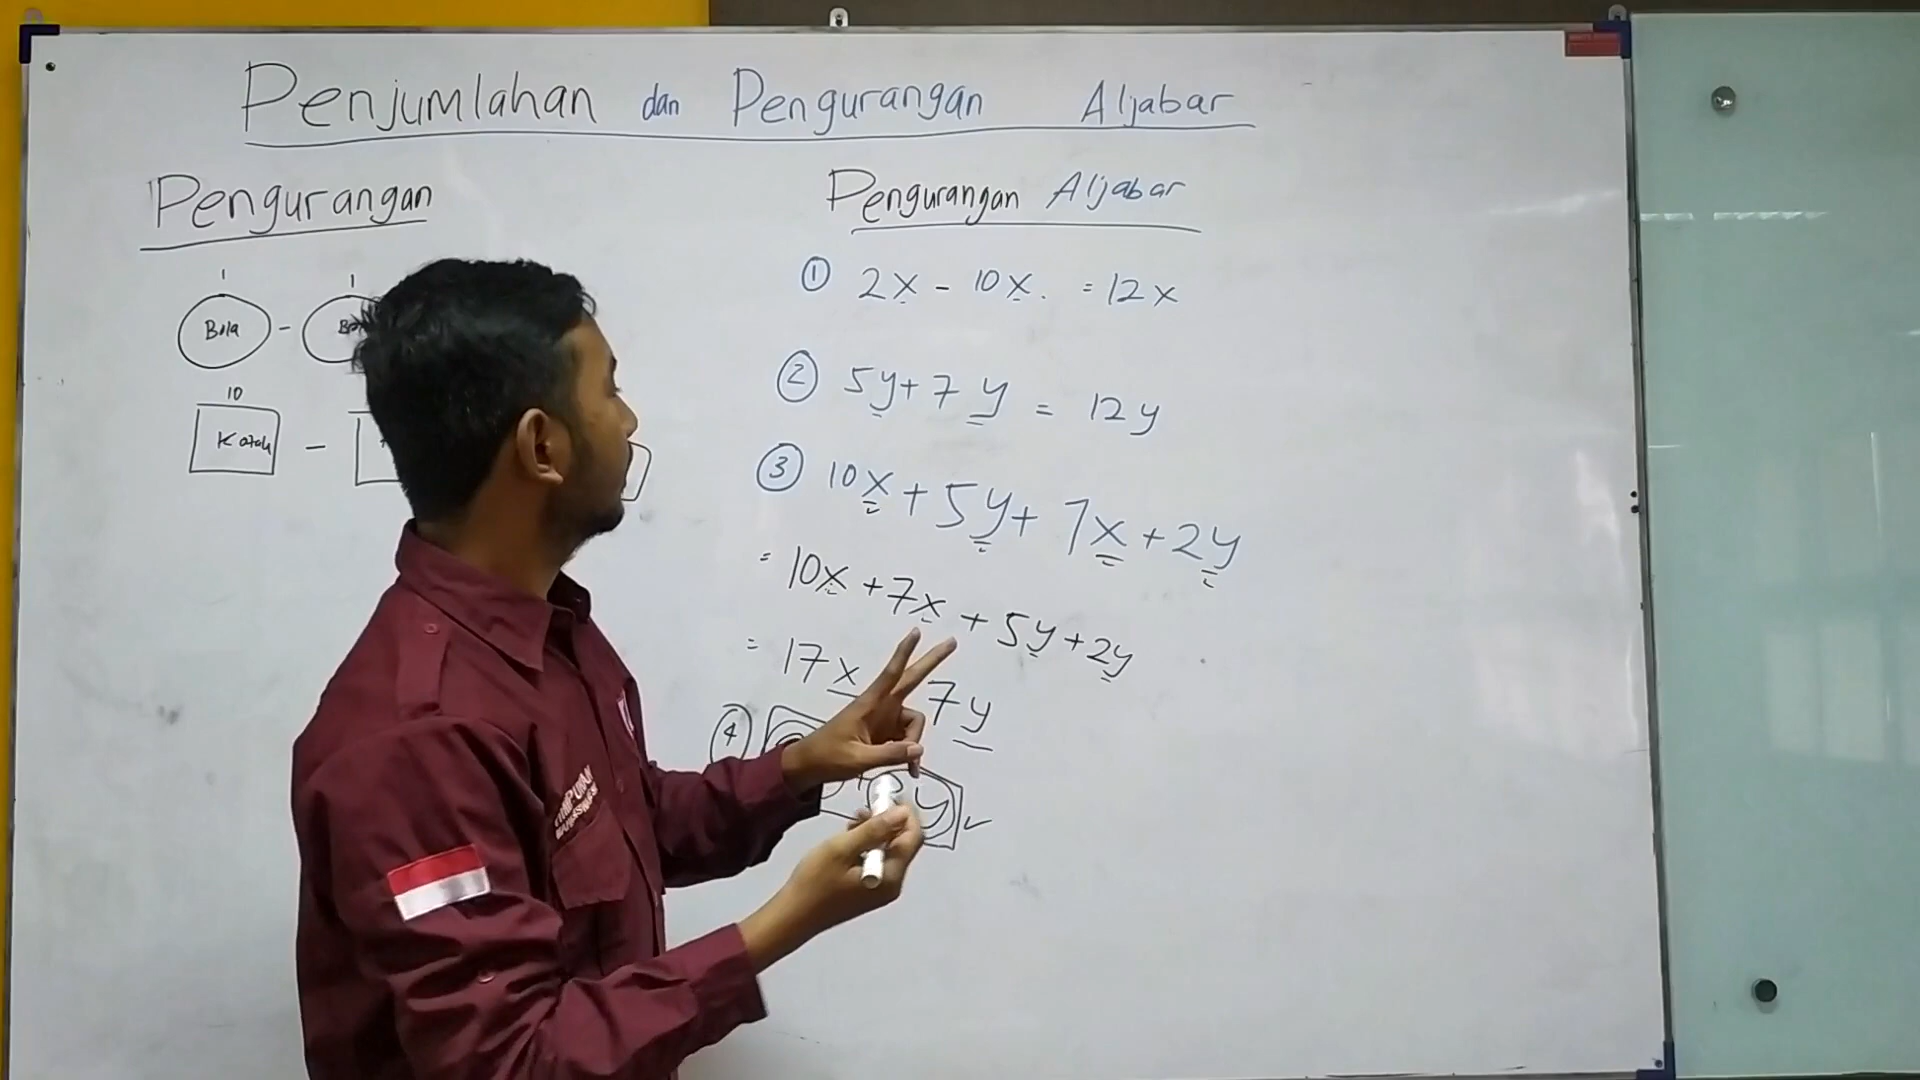 Penjumlahan dan Pengurangan Aljabar
Pengurangan
1 1
Bola -
10
Kotak -
Pengurangan Aljabar
① 2x - 10x. = 12x
② 5y + 7y = 12y
③ 10x + 5y + 7x + 2y
= 10x + 7x + 5y + 2y
= 17x 7y
④
y